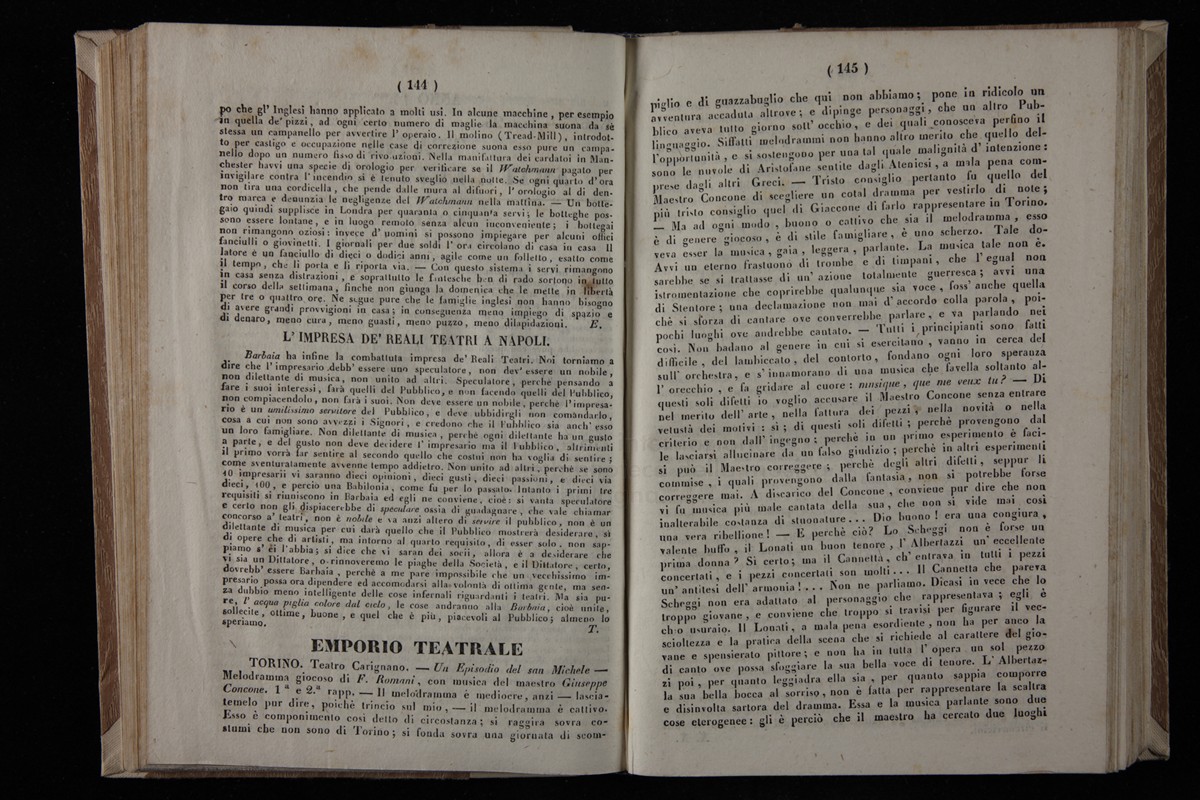 ( 144 )
po che gl' Inglesi hanno applicato a molti usi. In alcune macchine, per esempio
in quella de' pizzi, ad ogni certo numero di maglie la macchina suona da sè
stessa un campanello per avvertire l' operaio. Il molino (Tread-Mill), introdot-
to per castigo e occupazione nelle case di correzione suona esso pure un campa-
nello dopo un numero fisso di rivoluzioni. Nella manifattura dei cardatoi in Man-
chester havvi una specie di orologio per verificare se il Watchmann pagato per
invigilare contra l' incendio si è tenuto sveglio nella notte. Se ogni quarto d' ora
non tira una cordicella, che pende dalle mura al difuori, l' orologio al di den-
tro marca e denunzia le negligenze del Watchmann nella mattina. — Un botte-
gaio quindi supplisce in Londra per quaranta o cinquanta servi; le botteghe pos-
sono essere lontane, e in luogo remoto senza alcun inconveniente; i bottegai
non rimangono oziosi: invece d' uomini si possono impiegare per alcuni offici
fanciulli o giovinetti. I giornali per due soldi l' ora circolano di casa in casa Il
latore è un fanciullo di dieci o dodici anni, agile come un folletto, esatto come
il tempo, che li porta e li riporta via. — Con questo sistema i servi rimangono
in casa senza distrazioni, e soprattutto le fantesche ben di rado sortono in tutto
il corso della settimana, finchè non giunga la domenica che le mette in libertà
per tre o quattro ore. Ne segue pure che le famiglie inglesi non hanno bisogno
di avere grandi provvigioni in casa; in conseguenza meno impiego di spazio e
di denaro, meno cura, meno guasti, meno puzzo, meno dilapidazioni. E.
L' IMPRESA DE' REALI TEATRI A NAPOLI.
Barbaia ha infine la combattuta impresa de' Reali Teatri. Noi torniamo a
dire che l' impresario debb' essere uno speculatore, non dev' essere un nobile,
non dilettante di musica, non unito ad altri. Speculatore, perchè pensando a
fare i suoi interessi, farà quelli del Pubblico, e non facendo quelli del Pubblico,
non compiacendolo, non farà i suoi. Non deve essere un nobile, perchè l' impresa-
rio è un umilissimo servitore del Pubblico, e deve ubbidirgli non comandarlo,
cosa a cui non sono avvezzi i Signori, e credono che il Pubblico sia anch' esso
un loro famigliare. Non dilettante di musica, perchè ogni dilettante ha un gusto
a parte, e del gusto non deve decidere l' impresario ma il Pubblico, altrimenti
il primo vorrà far sentire al secondo quello che costui non ha voglia di sentire;
come sventuratamente avvenne tempo addietro. Non unito ad altri, perchè se sono
10 impresarii vi saranno dieci opinioni, dieci gusti, dieci passioni, e dieci via
dieci, 100, e perciò una Babilonia, come fu per lo passato. Intanto i primi tre
requisiti si riuniscono in Barbaia ed egli ne conviene, cioè: si vanta speculatore
e certo non gli dispiacerebbe di speculare ossia di guadagnare, che vale chiamar
concorso a' teatri, non è nobile e va anzi altero di servire il pubblico, non è un
dilettante di musica per cui darà quello che il Pubblico mostrerà desiderare, sì
di opere che di artisti, ma intorno al quarto requisito, di esser solo, non sap-
piamo s' ei l' abbia; si dice che vi saran dei socii, allora è a desiderare che
vi sia un Dittatore, o rinnoveremo le piaghe della Società, e il Dittatore, certo,
dovrebb' essere Barbaia, perchè a me pare impossibile che un vecchissimo im-
presario possa ora dipendere ed accomodarsi alla volontà di ottima gente, ma sen-
za dubbio meno intelligente delle cose infernali riguardanti i teatri. Ma sia pu-
re, l' acqua piglia colore dal cielo, le cose andranno alla Barbaia, cioè unite,
sollecite, ottime, buone, e quel che è più, piacevoli al Pubblico; almeno lo
speriamo. T.
EMPORIO TEATRALE
TORINO. Teatro Carignano. — Un Episodio del san Michele —
Melodramma giocoso di F. Romani, con musica del maestro Giuseppe
Concone. 1.ª e 2.ª rapp. — Il melodramma è mediocre, anzi — lascia-
temelo pur dire, poichè trincio sul mio, — il melodramma è cattivo.
Esso è componimento così detto di circostanza; si raggira sovra co-
stumi che non sono di Torino; si fonda sovra una giornata di scom-
( 145 )
piglio e di guazzabuglio che qui non abbiamo; pone in ridicolo un
avventura accaduta altrove; e dipinge personaggi, che un altro Pub-
blico aveva tutto giorno sott' occhio, e dei quali conosceva perfino il
linguaggio. Siffatti melodrammi non hanno altro merito che quello del-
l' opportunità, e si sostengono per una tal quale malignità d' intenzione:
sono le nuvole di Aristofane sentite dagli Ateniesi, a mala pena com-
prese dagli altri Greci. — Tristo consiglio pertanto fu quello del
Maestro Concone di scegliere un cotal dramma per vestirlo di note;
più tristo consiglio quel di Giaccone di farlo rappresentare in Torino.
— Ma ad ogni modo, buono o cattivo che sia il melodramma, esso
è di genere giocoso, è di stile famigliare, è uno scherzo. Tale do-
veva esser la musica, gaia, leggera, parlante. La musica tale non è.
Avvi un eterno frastuono di trombe e di timpani, che l' egual non
sarebbe se si trattasse di un' azione totalmente guerresca; avvi una
istromentazione che coprirebbe qualunque sia voce, foss' anche quella
di Stentore; una declamazione non mai d' accordo colla parola, poi-
chè si sforza di cantare ove converrebbe parlare, e va parlando nei
pochi luoghi ove andrebbe cantato. — Tutti i principianti sono fatti
così. Non badano al genere in cui si esercitano, vanno in cerca del
difficile, del lambiccato, del contorto, fondano ogni loro speranza
sull' orchestra, e s' innamorano di una musica che favella soltanto al-
l' orecchio, e fa gridare al cuore: musique, que me veux tu? — Di
questi soli difetti io voglio accusare il Maestro Concone senza entrare
nel merito dell' arte, nella fattura dei pezzi, nella novità o nella
vetustà dei motivi: sì; di questi soli difetti; perchè provengono dal
criterio e non dall' ingegno; perchè in un primo esperimento è faci-
le lasciarsi allucinare da un falso giudizio; perchè in altri esperimenti
si può il Maestro correggere; perchè degli altri difetti, seppur li
commise, i quali provengono dalla fantasia, non si potrebbe forse
correggere mai. A discarico del Concone, conviene pur dire che non
vi fu musica più male cantata della sua, che non si vide mai così
inalterabile costanza di stuonature... Dio buono! era una congiura,
una vera ribellione! — E perchè ciò? Lo Scheggi non è forse un
valente buffo, il Lonati un buon tenore, l' Albertazzi un' eccellente
prima donna? Sì certo; ma il Cannettà, ch' entrava in tutti i pezzi
concertati, e i pezzi concertati son molti... Il Cannetta che pareva
un' antitesi dell' armonia!... Non ne parliamo. Dicasi in vece che lo
Scheggi non era adattato al personaggio che rappresentava; egli è
troppo giovane, e conviene che troppo si travisi per figurare il vec-
chio usuraio. Il Lonati, a mala pena esordiente, non ha per anco la
scioltezza e la pratica della scena che si richiede al carattere del gio-
vane e spensierato pittore; e non ha in tutta l' opera un sol pezzo
di canto ove possa sfoggiare la sua bella voce di tenore. L' Albertaz-
zi poi, per quanto leggiadra ella sia, per quanto sappia comporre
la sua bella bocca al sorriso, non è fatta per rappresentare la scaltra
e disinvolta sartora del dramma. Essa e la musica parlante sono due
cose eterogenee: gli è perciò che il maestro ha cercato due luoghi